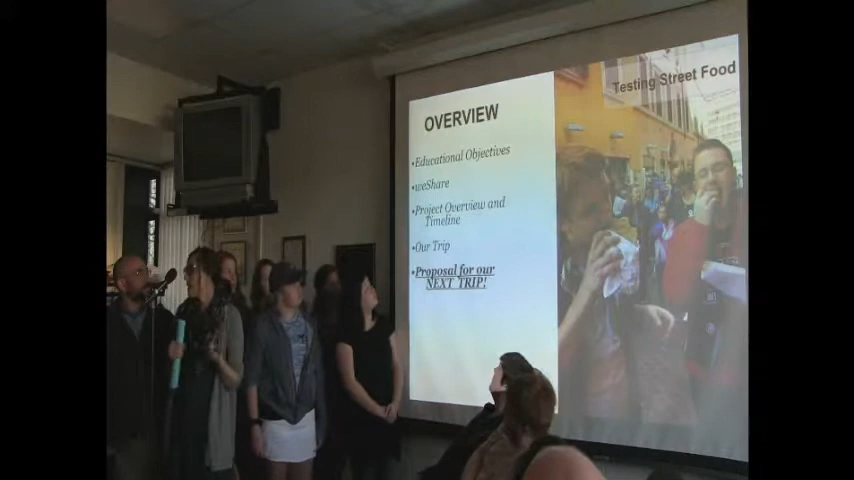 OVERVIEW
•Educational Objectives
•weShare
•Project Overview and
Timeline
•Our Trip
•Proposal for our
NEXT TRIP!
Testing Street Food